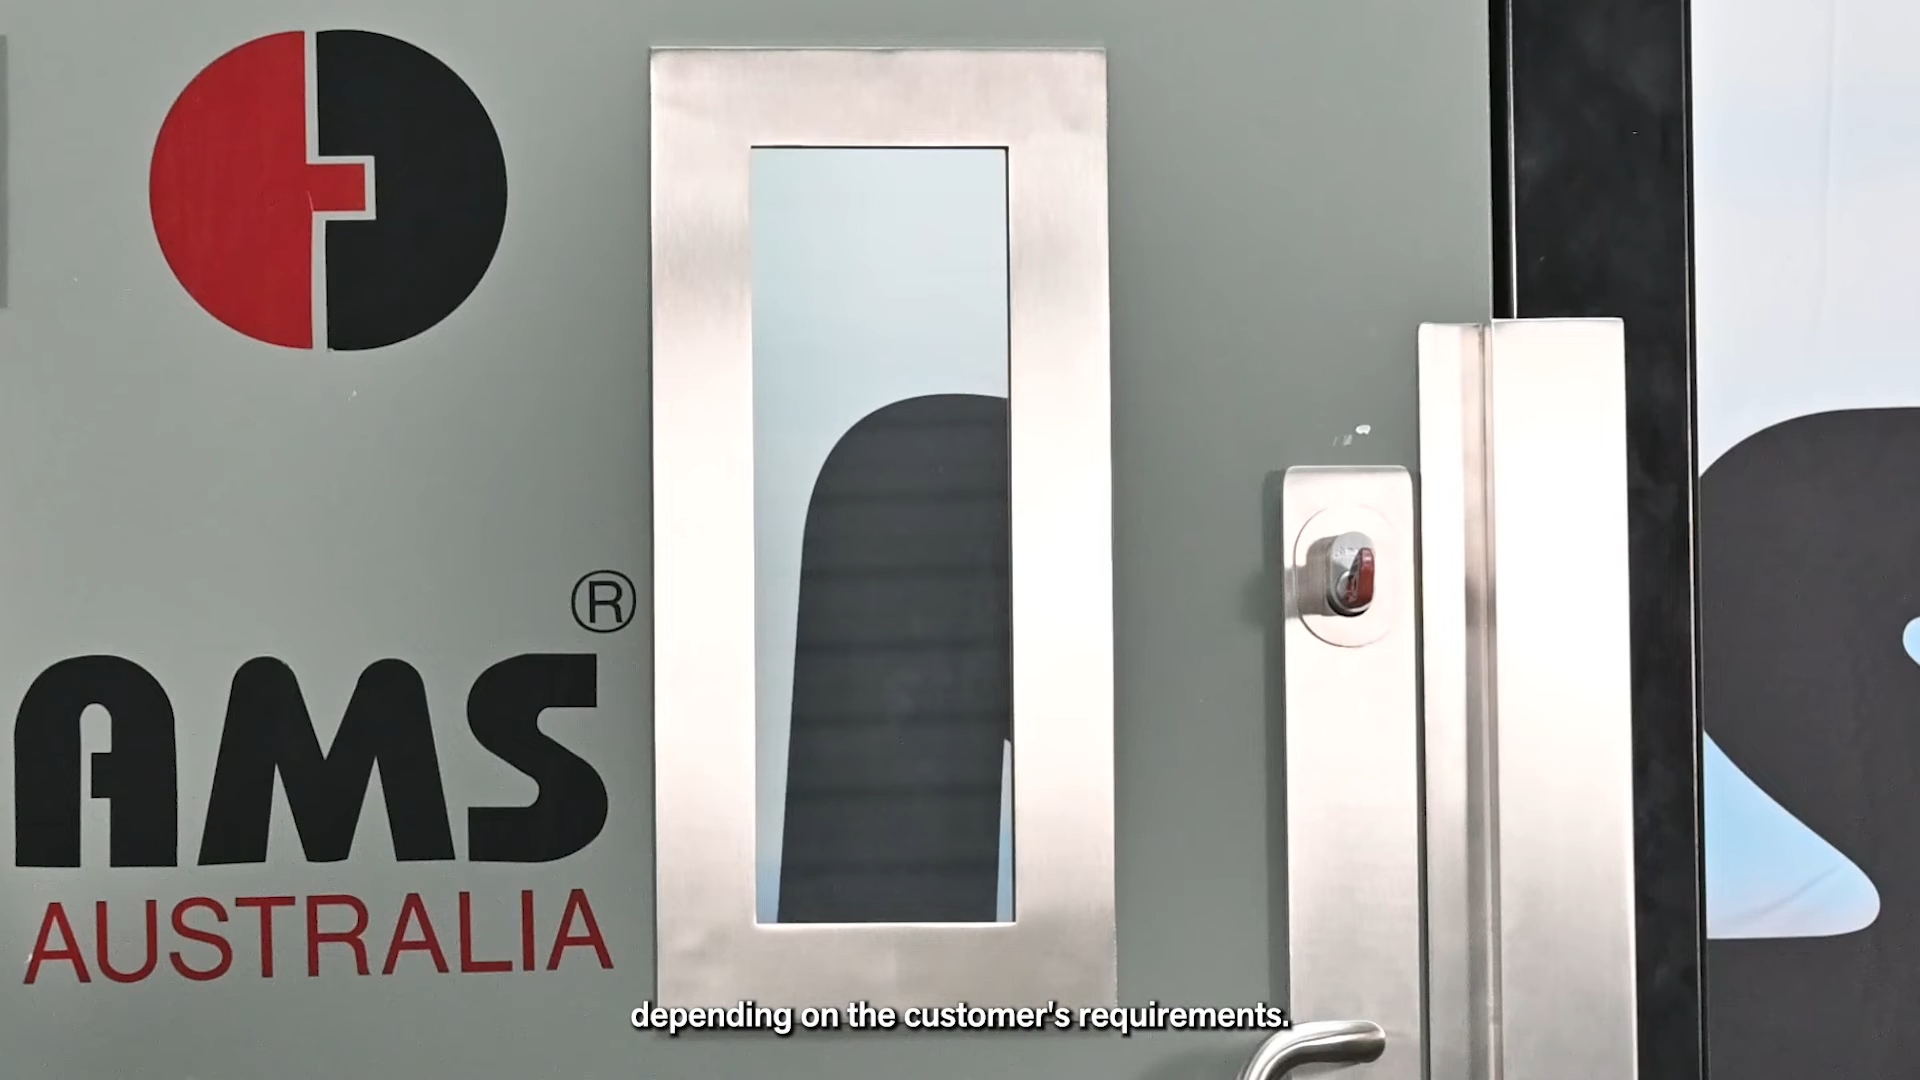 ®
AMS
AUSTRALIA
depending on the customer's requirements.